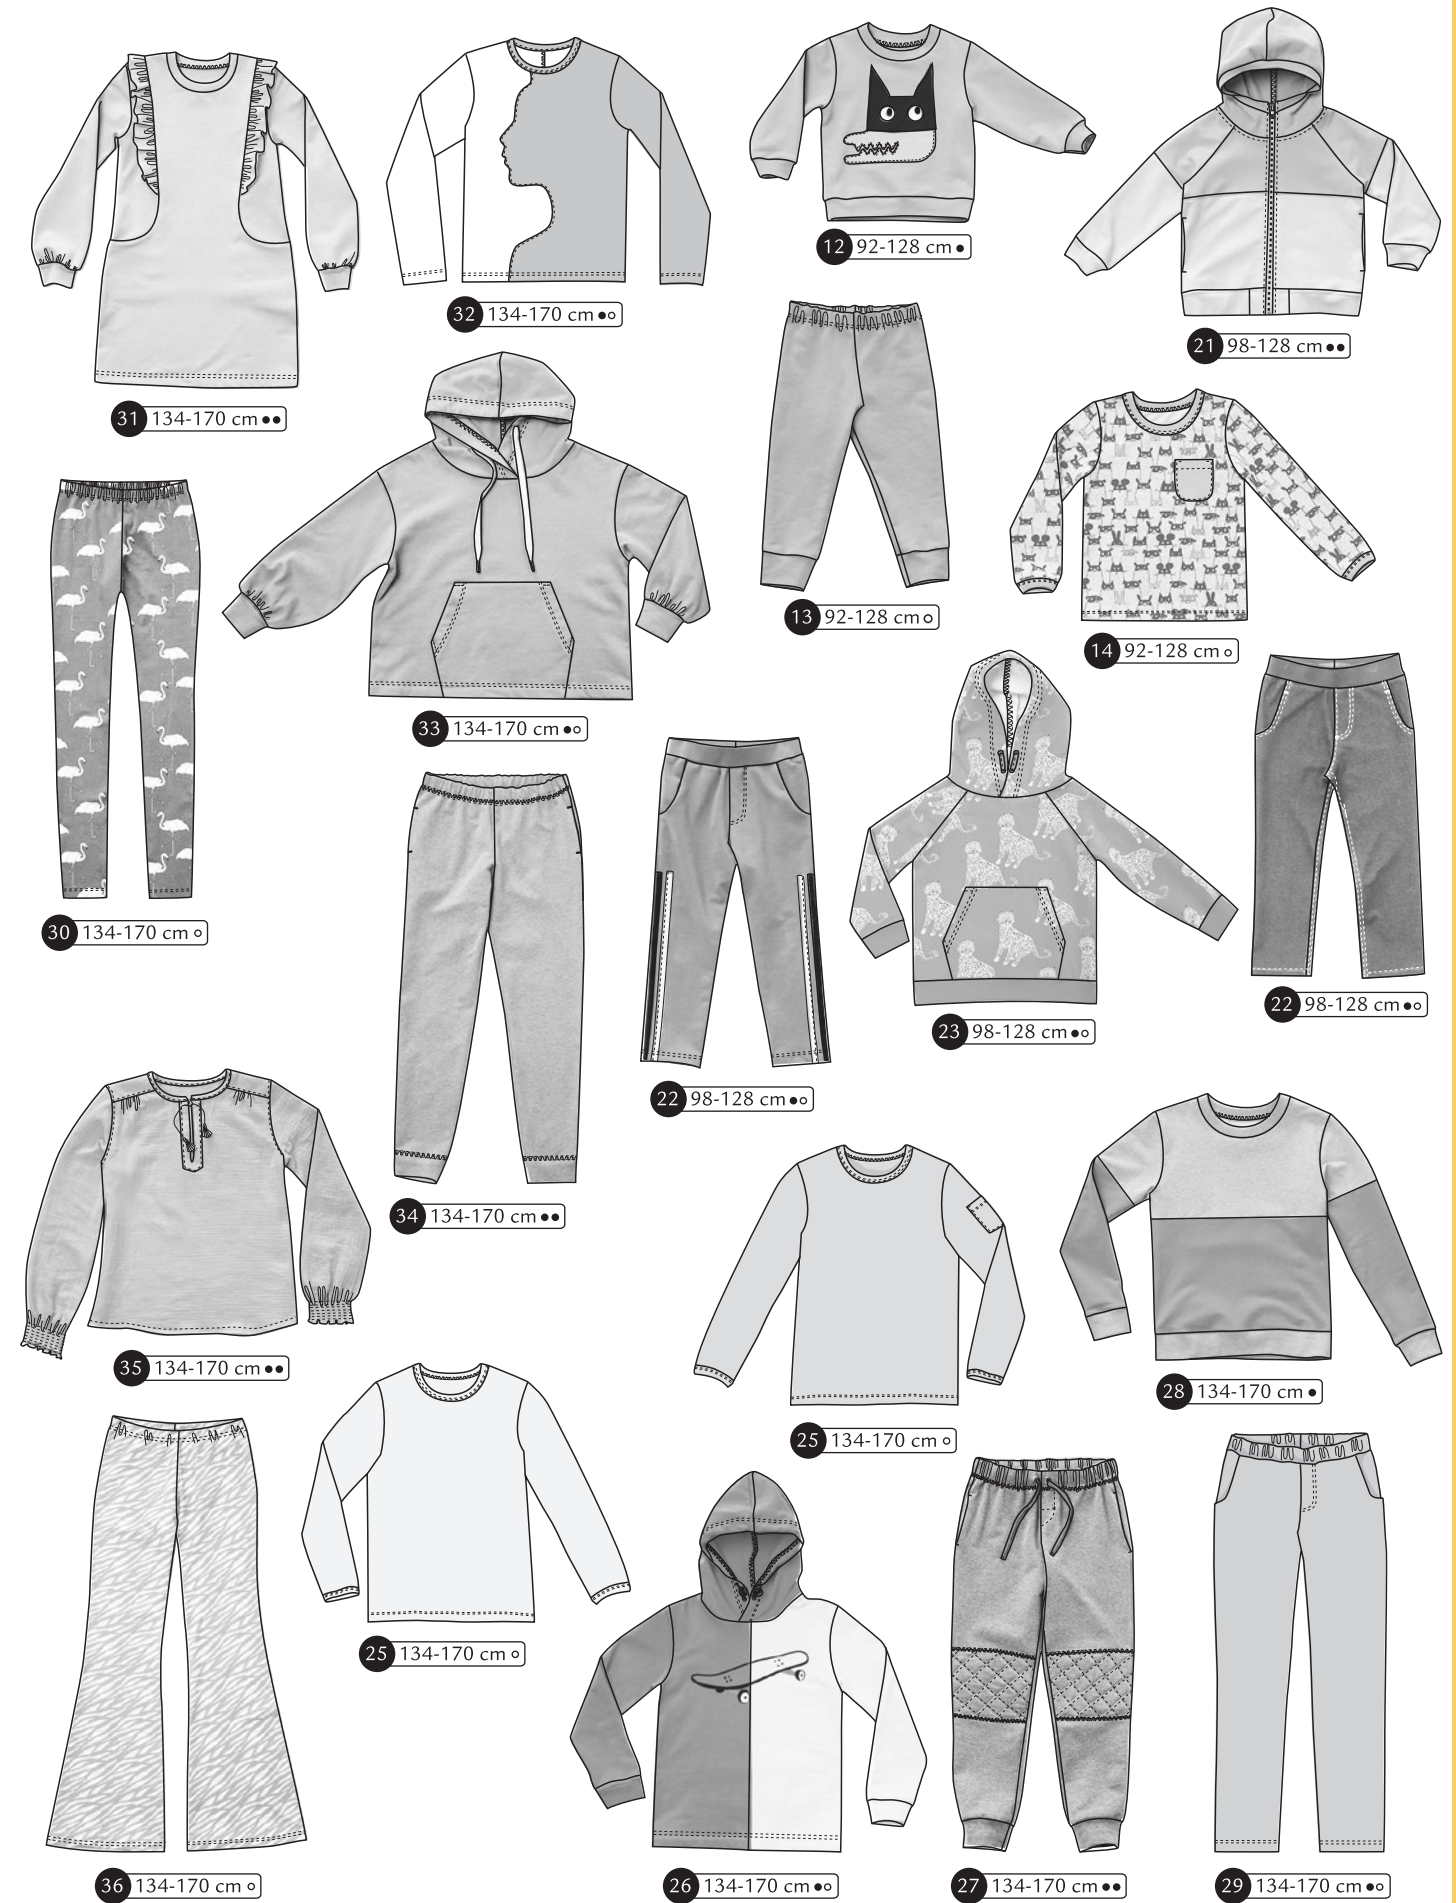 12 92-128 cm ●
32 134-170 cm ●○
21 98-128 cm ●●
31 134-170 cm ●●
13 92-128 cm ○
14 92-128 cm ○
33 134-170 cm ●○
30 134-170 cm ○
22 98-128 cm ●○
23 98-128 cm ●○
22 98-128 cm ●○
34 134-170 cm ●●
35 134-170 cm ●●
28 134-170 cm ●
25 134-170 cm ○
25 134-170 cm ○
36 134-170 cm ○
26 134-170 cm ●○
27 134-170 cm ●●
29 134-170 cm ●○